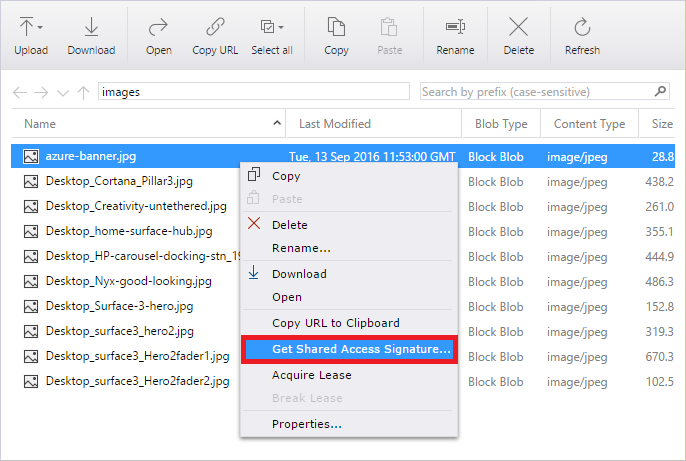 Upload Download Open Copy URL Select all Copy Paste Rename Delete Refresh
images Search by prefix (case-sensitive)
Name Last Modified Blob Type Content Type Size
azure-banner.jpg Tue, 13 Sep 2016 11:53:00 GMT Block Blob image/jpeg 28.8
Desktop_Cortana_Pillar3.jpg Block Blob image/jpeg 438.2
Desktop_Creativity-untethered.jpg Block Blob image/jpeg 261.0
Desktop_home-surface-hub.jpg Block Blob image/jpeg 355.1
Desktop_HP-carousel-docking-stn_19 Block Blob image/jpeg 444.9
Desktop_Nyx-good-looking.jpg Block Blob image/jpeg 486.3
Desktop_Surface-3-hero.jpg Block Blob image/jpeg 152.8
Desktop_surface3_hero2.jpg Block Blob image/jpeg 319.3
Desktop_surface3_Hero2fader1.jpg Block Blob image/jpeg 670.3
Desktop_surface3_Hero2fader2.jpg Block Blob image/jpeg 102.5
Copy
Paste
Delete
Rename...
Download
Open
Copy URL to Clipboard
Get Shared Access Signature...
Acquire Lease
Break Lease
Properties...